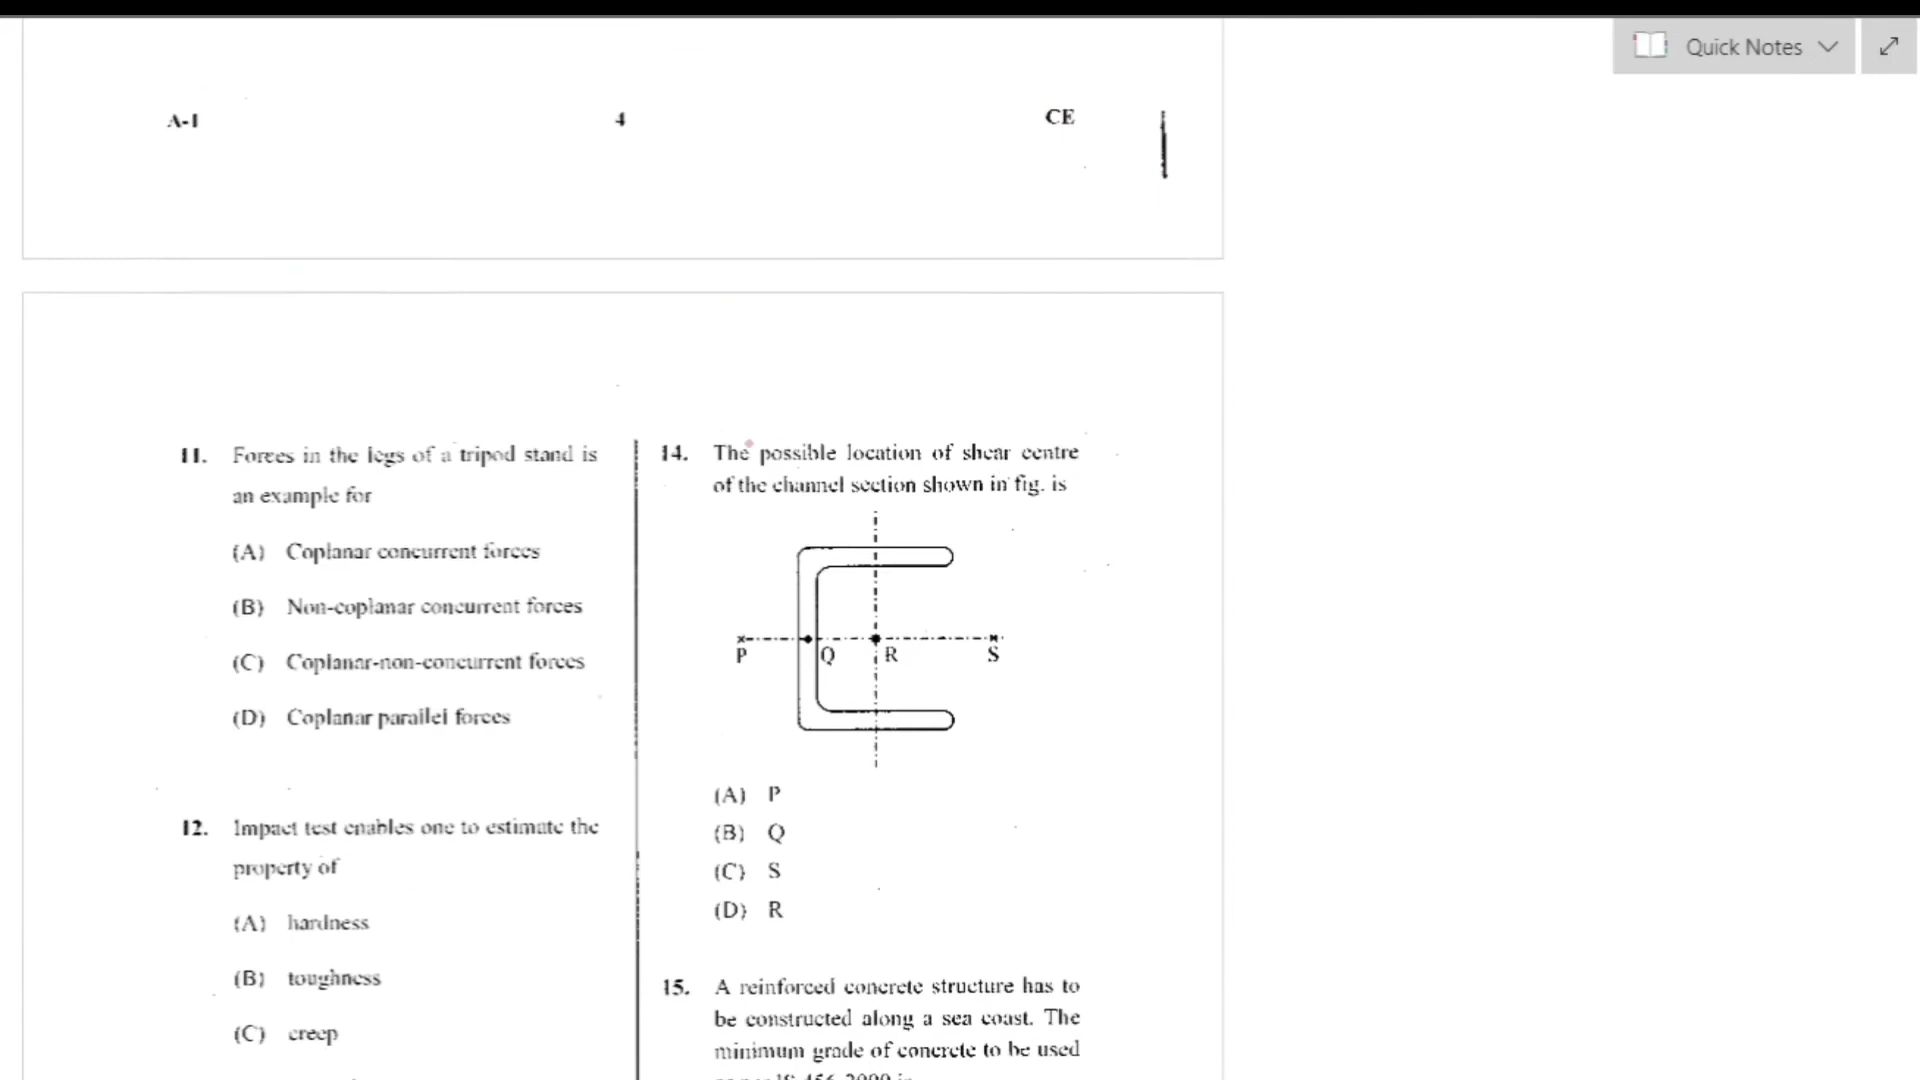 Quick Notes
A-1 4 CE
11. Forces in the legs of a tripod stand is
an example for
(A) Coplanar concurrent forces
(B) Non-coplanar concurrent forces
(C) Coplanar-non-concurrent forces
(D) Coplanar parallel forces
12. Impact test enables one to estimate the
property of
(A) hardness
(B) toughness
(C) creep
14. The possible location of shear centre
of the channel section shown in fig. is
P Q R S
(A) P
(B) Q
(C) S
(D) R
15. A reinforced concrete structure has to
be constructed along a sea coast. The
minimum grade of concrete to be used